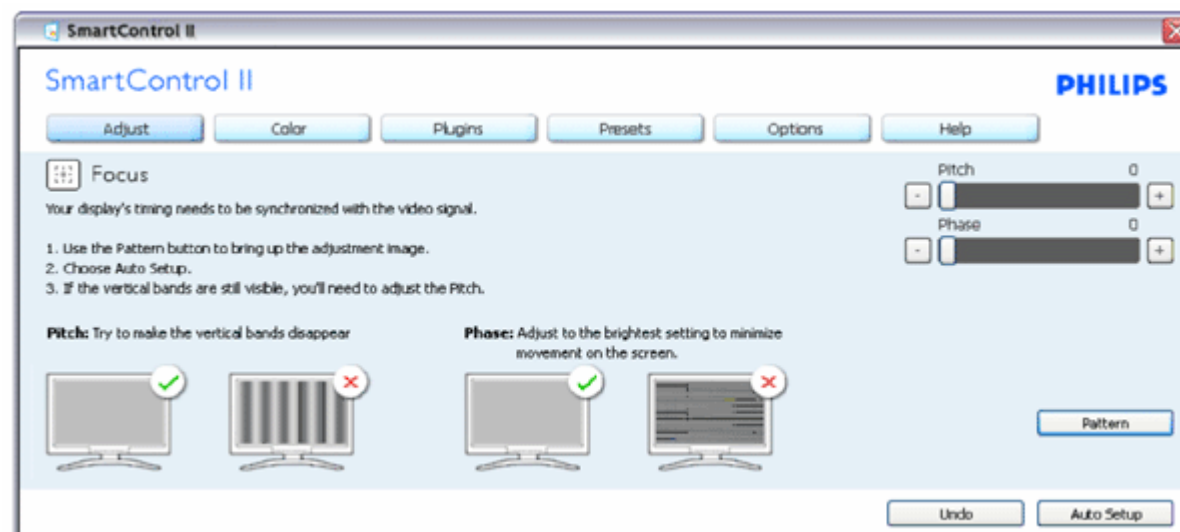 SmartControl II
SmartControl II
PHILIPS
Adjust Color Plugins Presets Options Help
Focus
Pitch 0
Your display's timing needs to be synchronized with the video signal.
- +
Phase 0
1. Use the Pattern button to bring up the adjustment image.
- +
2. Choose Auto Setup.
3. If the vertical bands are still visible, you'll need to adjust the Pitch.
Pitch: Try to make the vertical bands disappear
Phase: Adjust to the brightest setting to minimize
movement on the screen.
Pattern
Undo Auto Setup